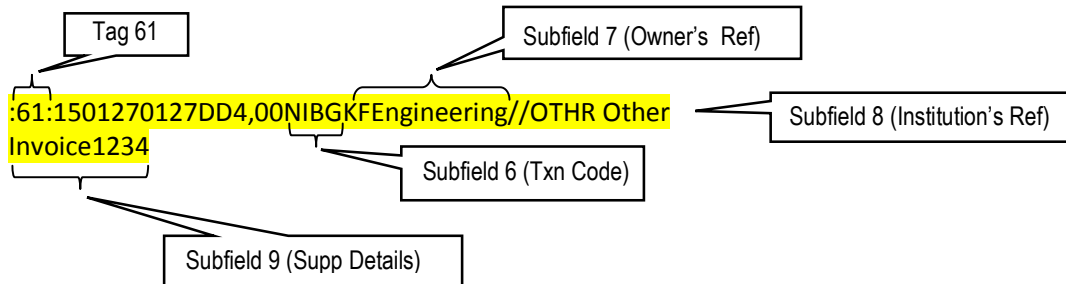 Tag 61
Subfield 7 (Owner's Ref)
:61:1501270127DD4,00NIBGKFEngineering//OTHR Other
Invoice1234
Subfield 8 (Institution's Ref)
Subfield 6 (Txn Code)
Subfield 9 (Supp Details)